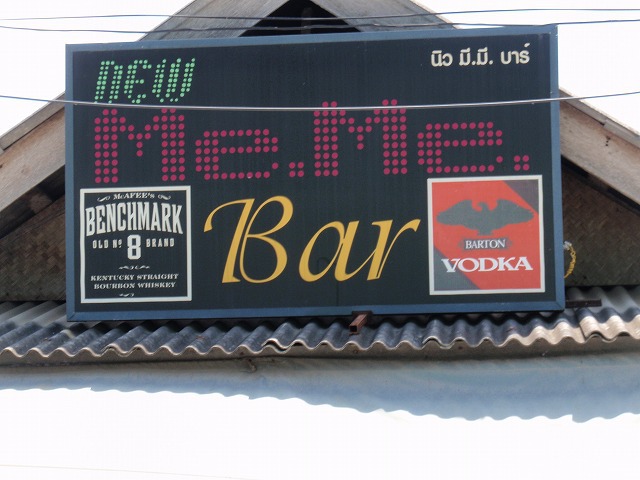 new
นิว มี.มี. บาร์
Me.Me.
Bar
McAFEE'S
BENCHMARK
OLD No 8 BRAND
KENTUCKY STRAIGHT
BOURBON WHISKEY
BARTON
VODKA